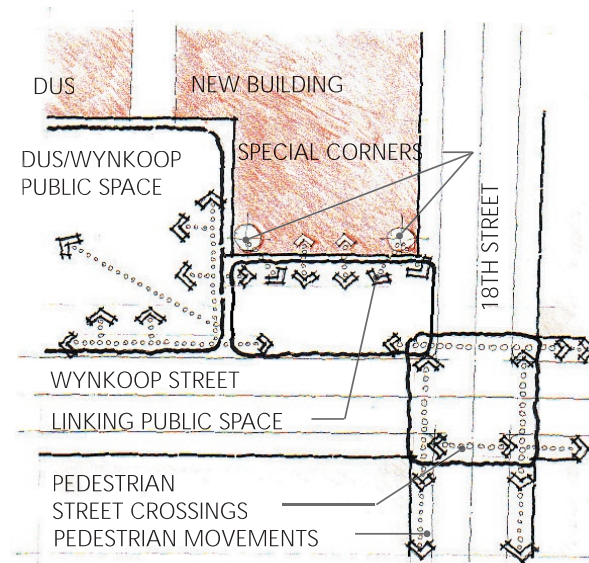 DUS
NEW BUILDING
DUS/WYNKOOP
PUBLIC SPACE
SPECIAL CORNERS
18TH STREET
WYNKOOP STREET
LINKING PUBLIC SPACE
PEDESTRIAN
STREET CROSSINGS
PEDESTRIAN MOVEMENTS